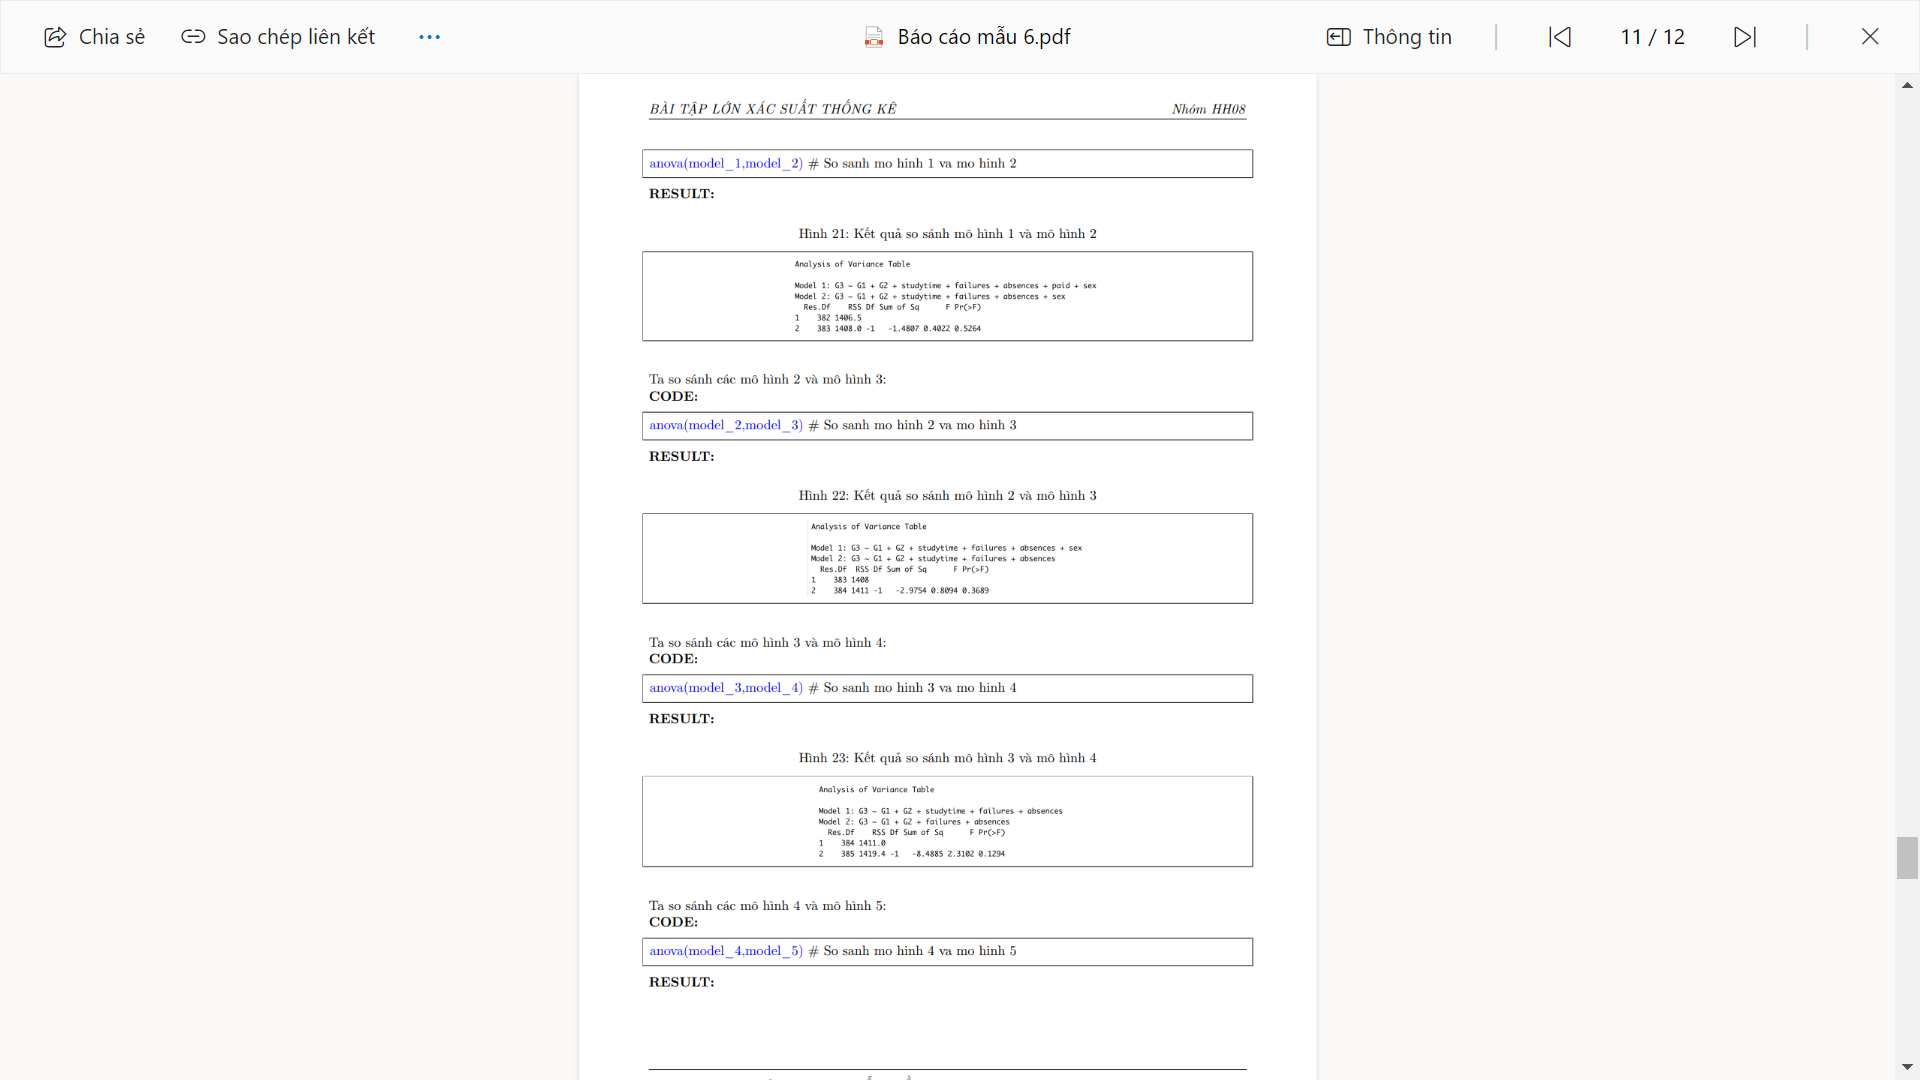 Chia sẻ Sao chép liên kết ... Báo cáo mẫu 6.pdf Thông tin 11 / 12
BÀI TẬP LỚN XÁC SUẤT THỐNG KÊ Nhóm HH08
anova(model_1,model_2) # So sanh mo hinh 1 va mo hinh 2
RESULT:
Hình 21: Kết quả so sánh mô hình 1 và mô hình 2
Analysis of Variance Table
Model 1: G3 ~ G1 + G2 + studytime + failures + absences + paid + sex
Model 2: G3 ~ G1 + G2 + studytime + failures + absences + sex
Res.Df RSS Df Sum of Sq F Pr(>F)
1 382 1406.5
2 383 1408.0 -1 -1.4807 0.4022 0.5264
Ta so sánh các mô hình 2 và mô hình 3:
CODE:
anova(model_2,model_3) # So sanh mo hinh 2 va mo hinh 3
RESULT:
Hình 22: Kết quả so sánh mô hình 2 và mô hình 3
Analysis of Variance Table
Model 1: G3 ~ G1 + G2 + studytime + failures + absences + sex
Model 2: G3 ~ G1 + G2 + studytime + failures + absences
Res.Df RSS Df Sum of Sq F Pr(>F)
1 383 1408
2 384 1411 -1 -2.9754 0.8094 0.3689
Ta so sánh các mô hình 3 và mô hình 4:
CODE:
anova(model_3,model_4) # So sanh mo hinh 3 va mo hinh 4
RESULT:
Hình 23: Kết quả so sánh mô hình 3 và mô hình 4
Analysis of Variance Table
Model 1: G3 ~ G1 + G2 + studytime + failures + absences
Model 2: G3 ~ G1 + G2 + failures + absences
Res.Df RSS Df Sum of Sq F Pr(>F)
1 384 1411.0
2 385 1419.4 -1 -8.4885 2.3102 0.1294
Ta so sánh các mô hình 4 và mô hình 5:
CODE:
anova(model_4,model_5) # So sanh mo hinh 4 va mo hinh 5
RESULT: